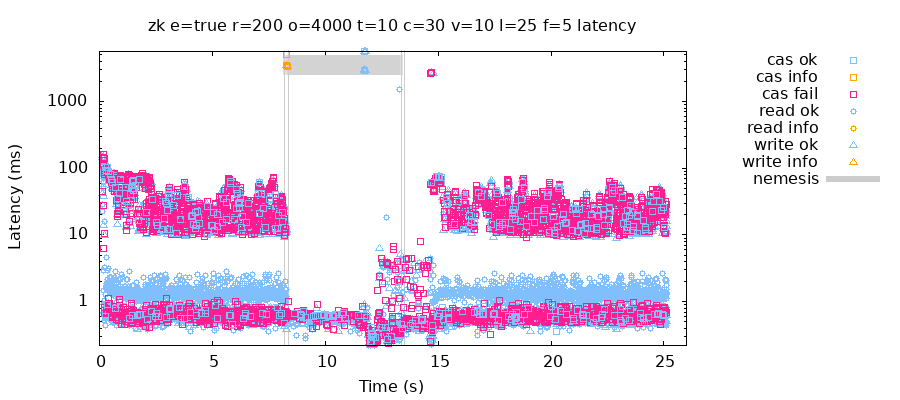 zk e=true r=200 o=4000 t=10 c=30 v=10 l=25 f=5 latency
Latency (ms)
1000
100
10
1
0 5 10 15 20 25
Time (s)
cas ok
cas info
cas fail
read ok
read info
write ok
write info
nemesis